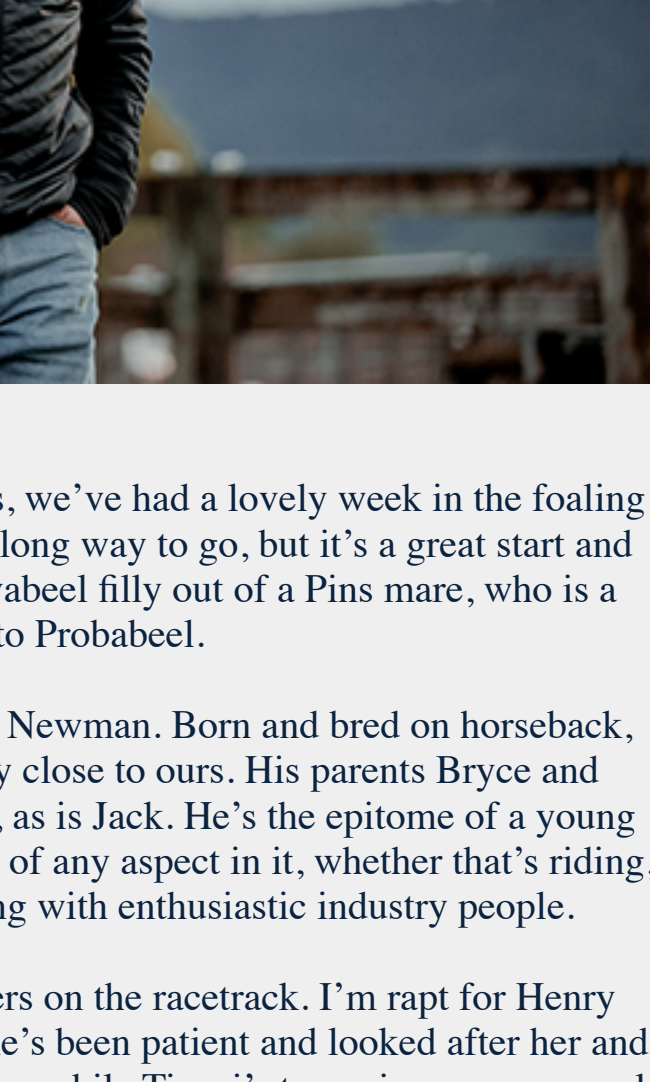 we’ve had a lovely week in the foaling
long way to go, but it’s a great start and
filly out of a Pins mare, who is a
to Probabeel.
Newman. Born and bred on horseback,
close to ours. His parents Bryce and
as is Jack. He’s the epitome of a young
of any aspect in it, whether that’s riding,
with enthusiastic industry people.
on the racetrack. I’m rapt for Henry
been patient and looked after her and